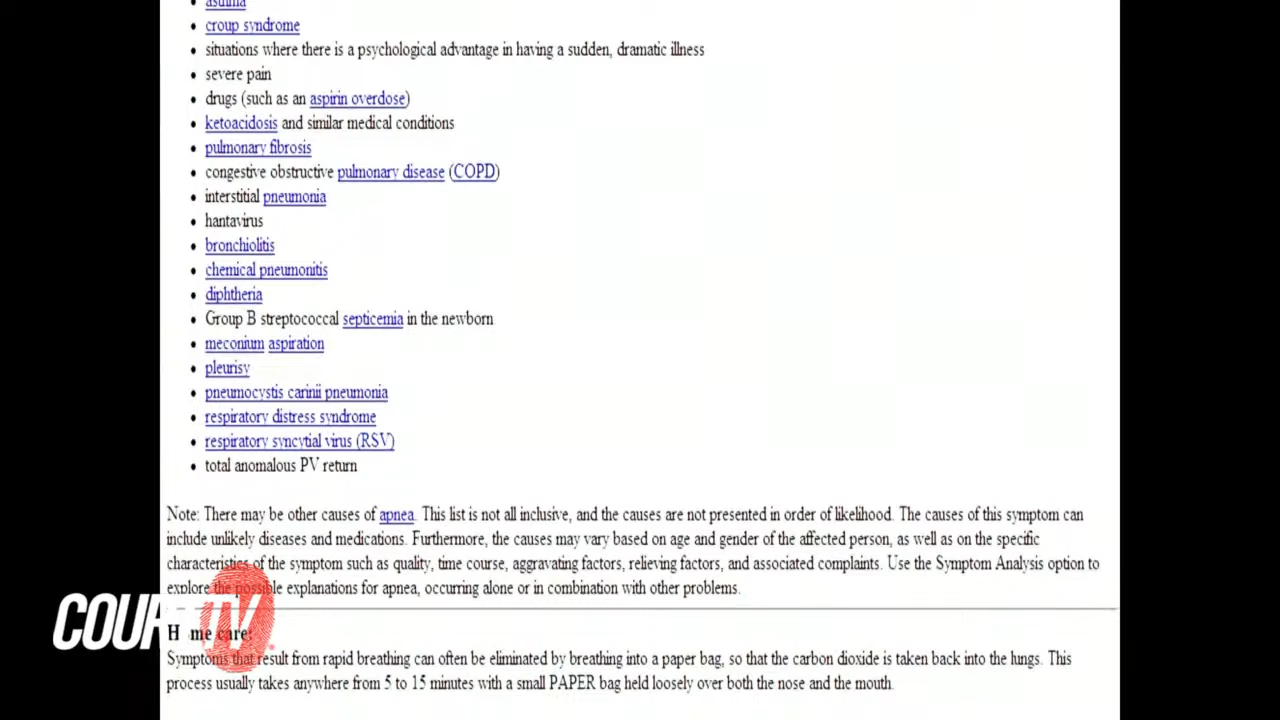 asthma
croup syndrome
situations where there is a psychological advantage in having a sudden, dramatic illness
severe pain
drugs (such as an aspirin overdose)
ketoacidosis and similar medical conditions
pulmonary fibrosis
congestive obstructive pulmonary disease (COPD)
interstitial pneumonia
hantavirus
bronchiolitis
chemical pneumonitis
diphtheria
Group B streptococcal septicemia in the newborn
meconium aspiration
pleurisy
pneumocystis carinii pneumonia
respiratory distress syndrome
respiratory syncytial virus (RSV)
total anomalous PV return
Note: There may be other causes of apnea. This list is not all inclusive, and the causes are not presented in order of likelihood. The causes of this symptom can
include unlikely diseases and medications. Furthermore, the causes may vary based on age and gender of the affected person, as well as on the specific
characteristics of the symptom such as quality, time course, aggravating factors, relieving factors, and associated complaints. Use the Symptom Analysis option to
explore the possible explanations for apnea, occurring alone or in combination with other problems.
COURT TV
Home care:
Symptoms that result from rapid breathing can often be eliminated by breathing into a paper bag, so that the carbon dioxide is taken back into the lungs. This
process usually takes anywhere from 5 to 15 minutes with a small PAPER bag held loosely over both the nose and the mouth.